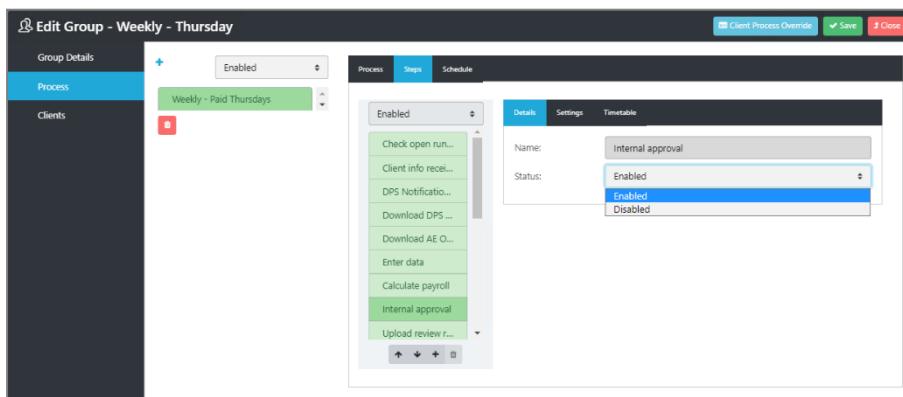 Edit Group - Weekly - Thursday
Client Process Override
Save
Close
Group Details
Process
Clients
Enabled
Weekly - Paid Thursdays
Process
Steps
Schedule
Enabled
Check open run...
Client info recei...
DPS Notificatio...
Download DPS ...
Download AE O...
Enter data
Calculate payroll
Internal approval
Upload review r...
Details
Settings
Timetable
Name:
Internal approval
Status:
Enabled
Enabled
Disabled